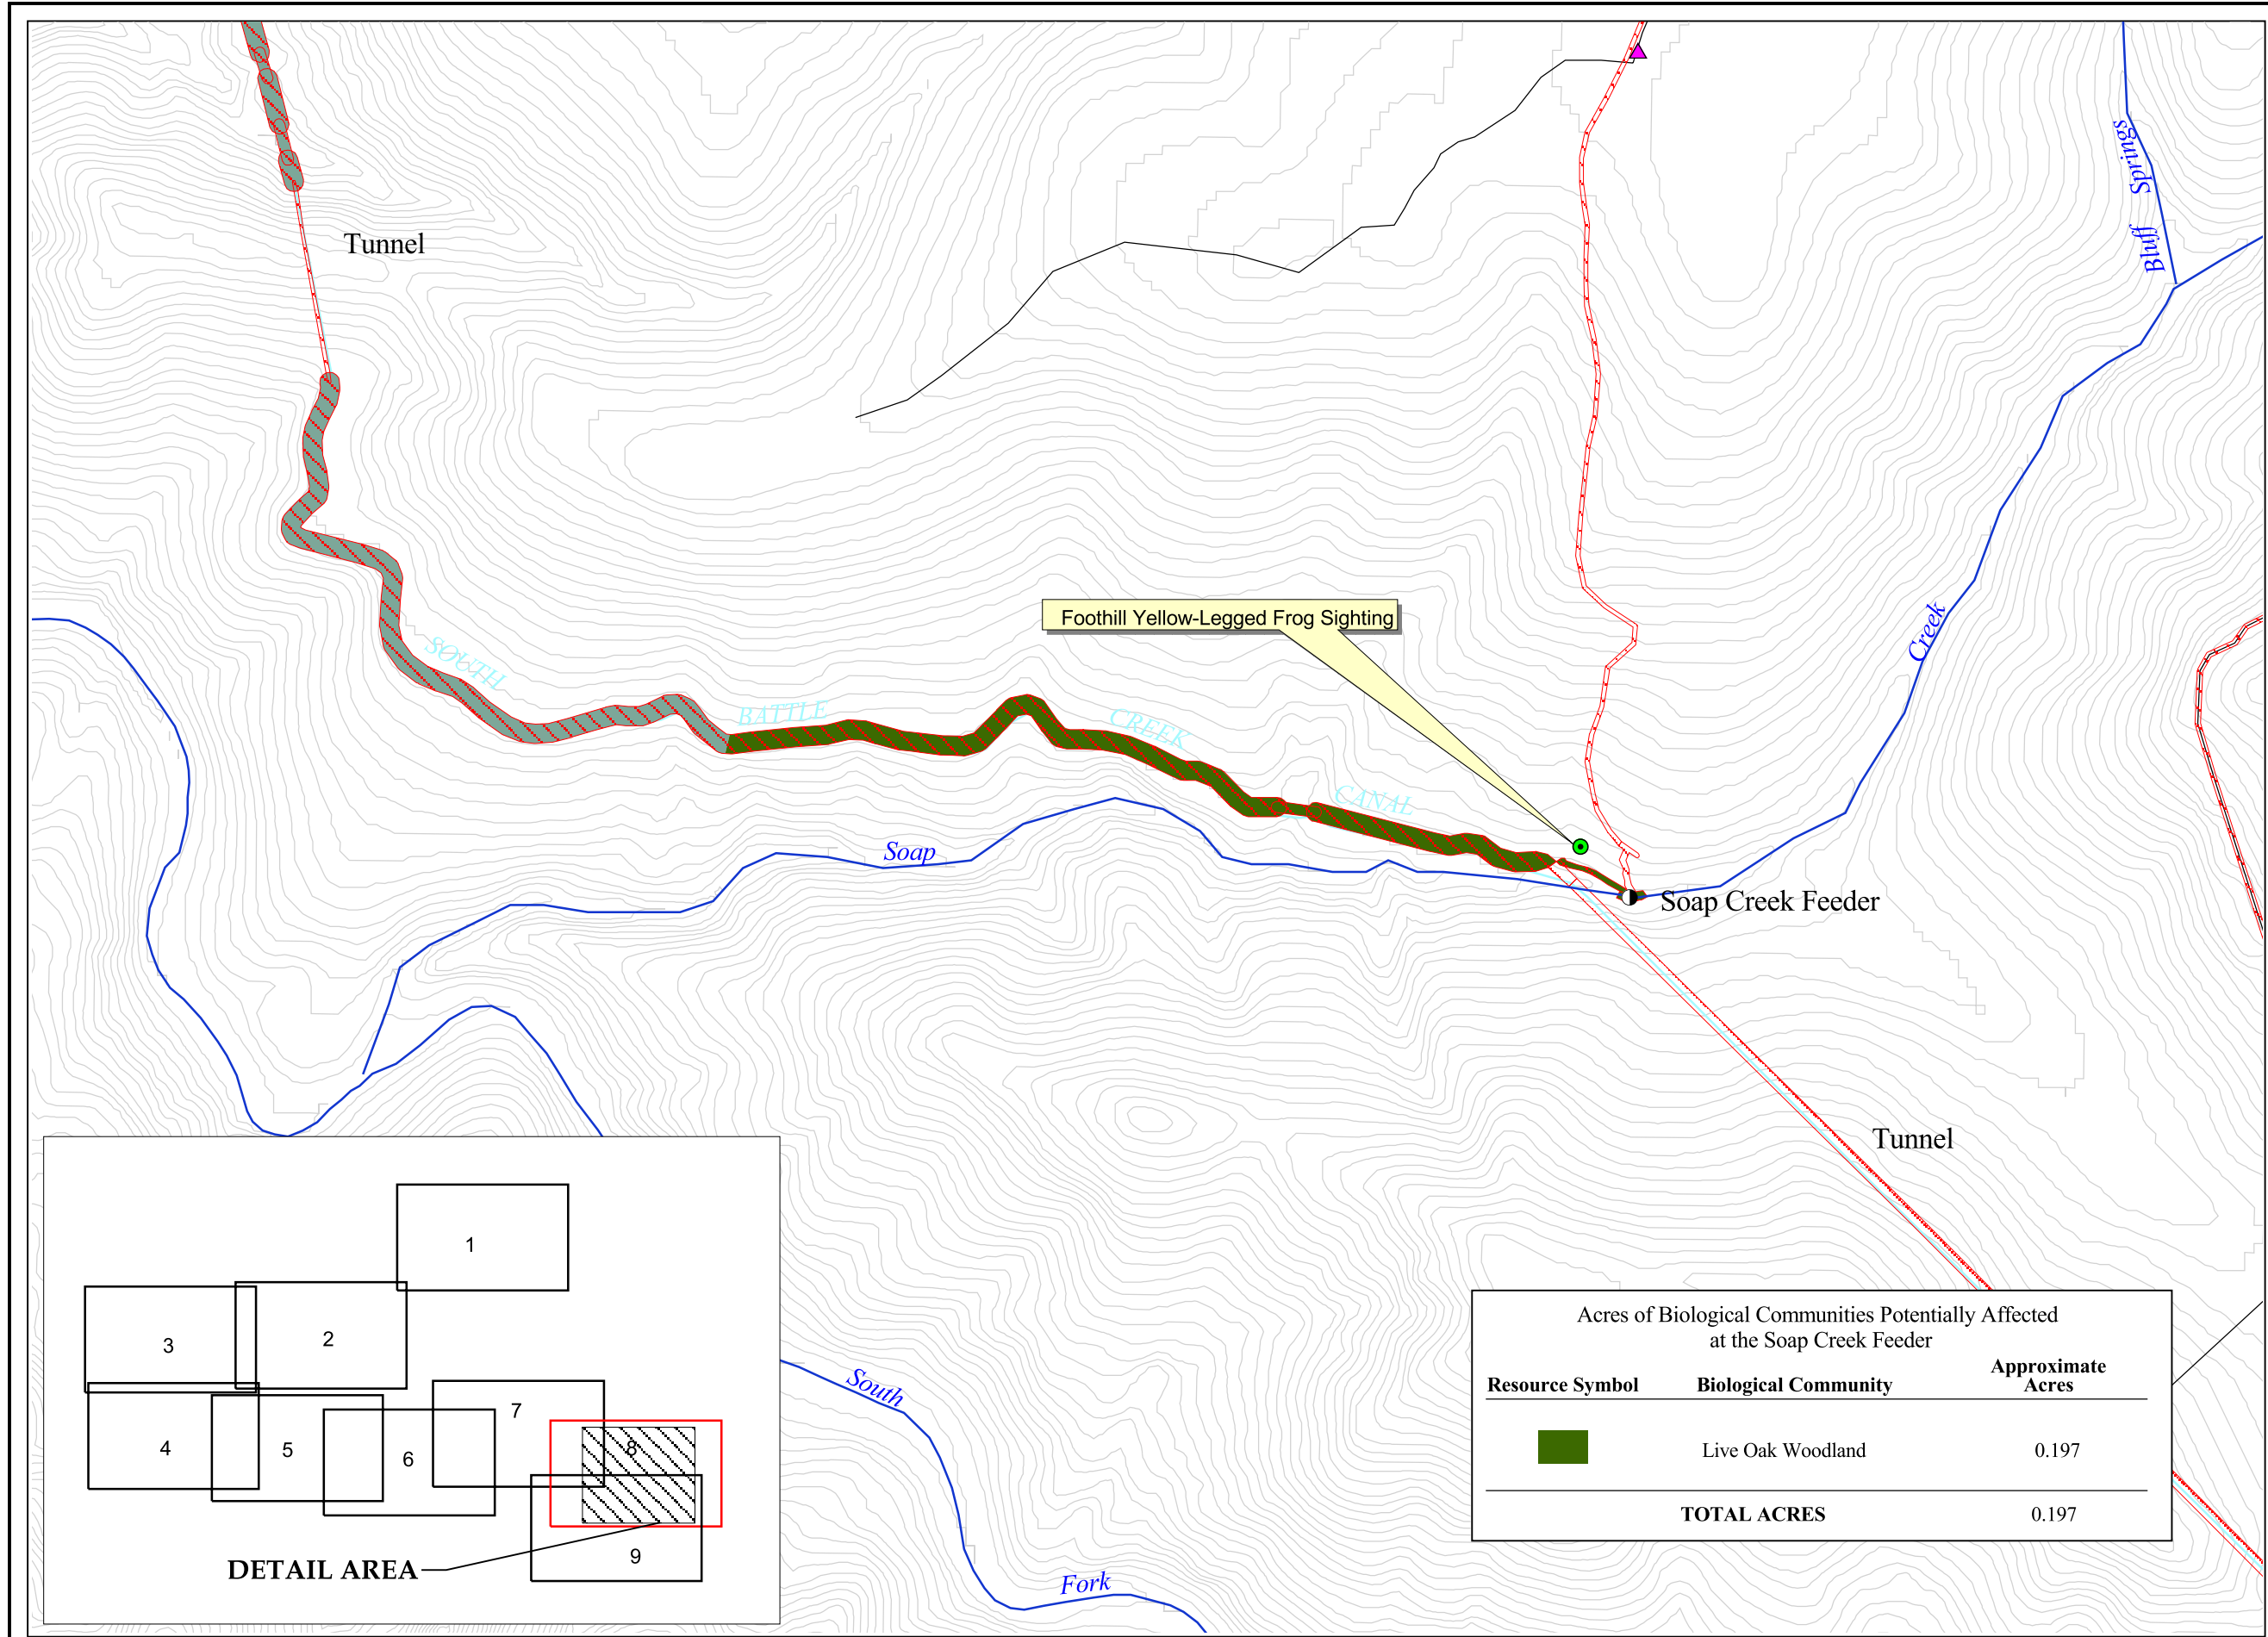 Tunnel
Bluff Springs
Foothill Yellow-Legged Frog Sighting
SOUTH BATTLE CREEK CANAL
Soap Creek
Soap Creek Feeder
Tunnel
South Fork
1
2
3
4
5
6
7
8
9
DETAIL AREA
Acres of Biological Communities Potentially Affected
at the Soap Creek Feeder
Resource Symbol Biological Community Approximate Acres
Live Oak Woodland 0.197
TOTAL ACRES 0.197